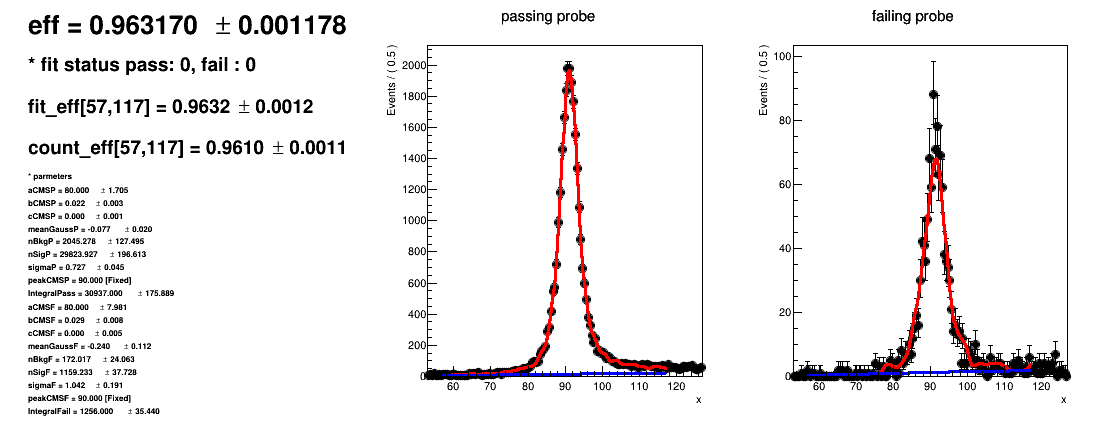 eff = 0.963170 ± 0.001178
* fit status pass: 0, fail : 0
fit_eff[57,117] = 0.9632 ± 0.0012
count_eff[57,117] = 0.9610 ± 0.0011
* parmeters
aCMSP = 80.000 ± 1.705
bCMSP = 0.022 ± 0.003
cCMSP = 0.000 ± 0.001
meanGaussP = -0.077 ± 0.020
nBkgP = 2045.278 ± 127.495
nSigP = 29823.927 ± 196.613
sigmaP = 0.727 ± 0.045
peakCMSP = 90.000 [Fixed]
IntegralPass = 30937.000 ± 175.889
aCMSF = 80.000 ± 7.981
bCMSF = 0.029 ± 0.008
cCMSF = 0.000 ± 0.005
meanGaussF = -0.240 ± 0.112
nBkgF = 172.017 ± 24.063
nSigF = 1159.233 ± 37.728
sigmaF = 1.042 ± 0.191
peakCMSF = 90.000 [Fixed]
IntegralFail = 1256.000 ± 35.440
passing probe
Events / ( 0.5 )
2000
1800
1600
1400
1200
1000
800
600
400
200
0
60 70 80 90 100 110 120
x
failing probe
Events / ( 0.5 )
100
80
60
40
20
0
60 70 80 90 100 110 120
x